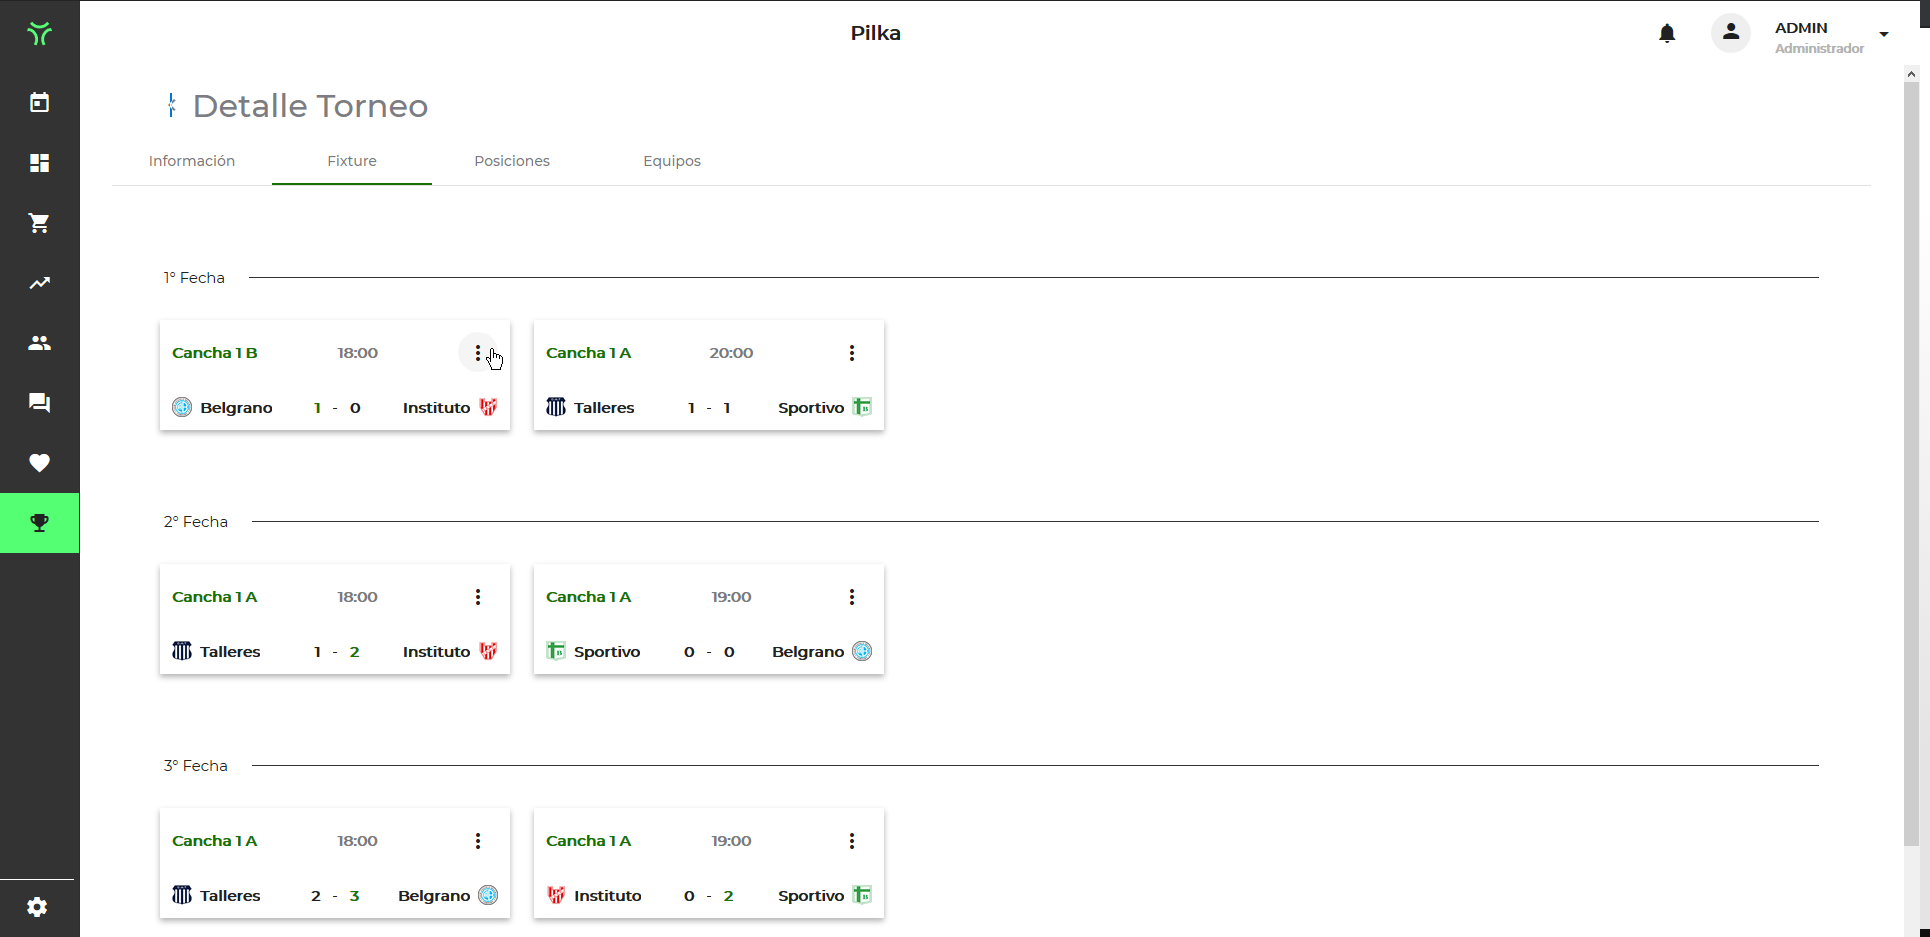 Pilka
ADMIN
Administrador
Detalle Torneo
Información Fixture Posiciones Equipos
1° Fecha
Cancha 1 B 18:00
Belgrano 1 - 0 Instituto
Cancha 1 A 20:00
Talleres 1 - 1 Sportivo
2° Fecha
Cancha 1 A 18:00
Talleres 1 - 2 Instituto
Cancha 1 A 19:00
Sportivo 0 - 0 Belgrano
3° Fecha
Cancha 1 A 18:00
Talleres 2 - 3 Belgrano
Cancha 1 A 19:00
Instituto 0 - 2 Sportivo